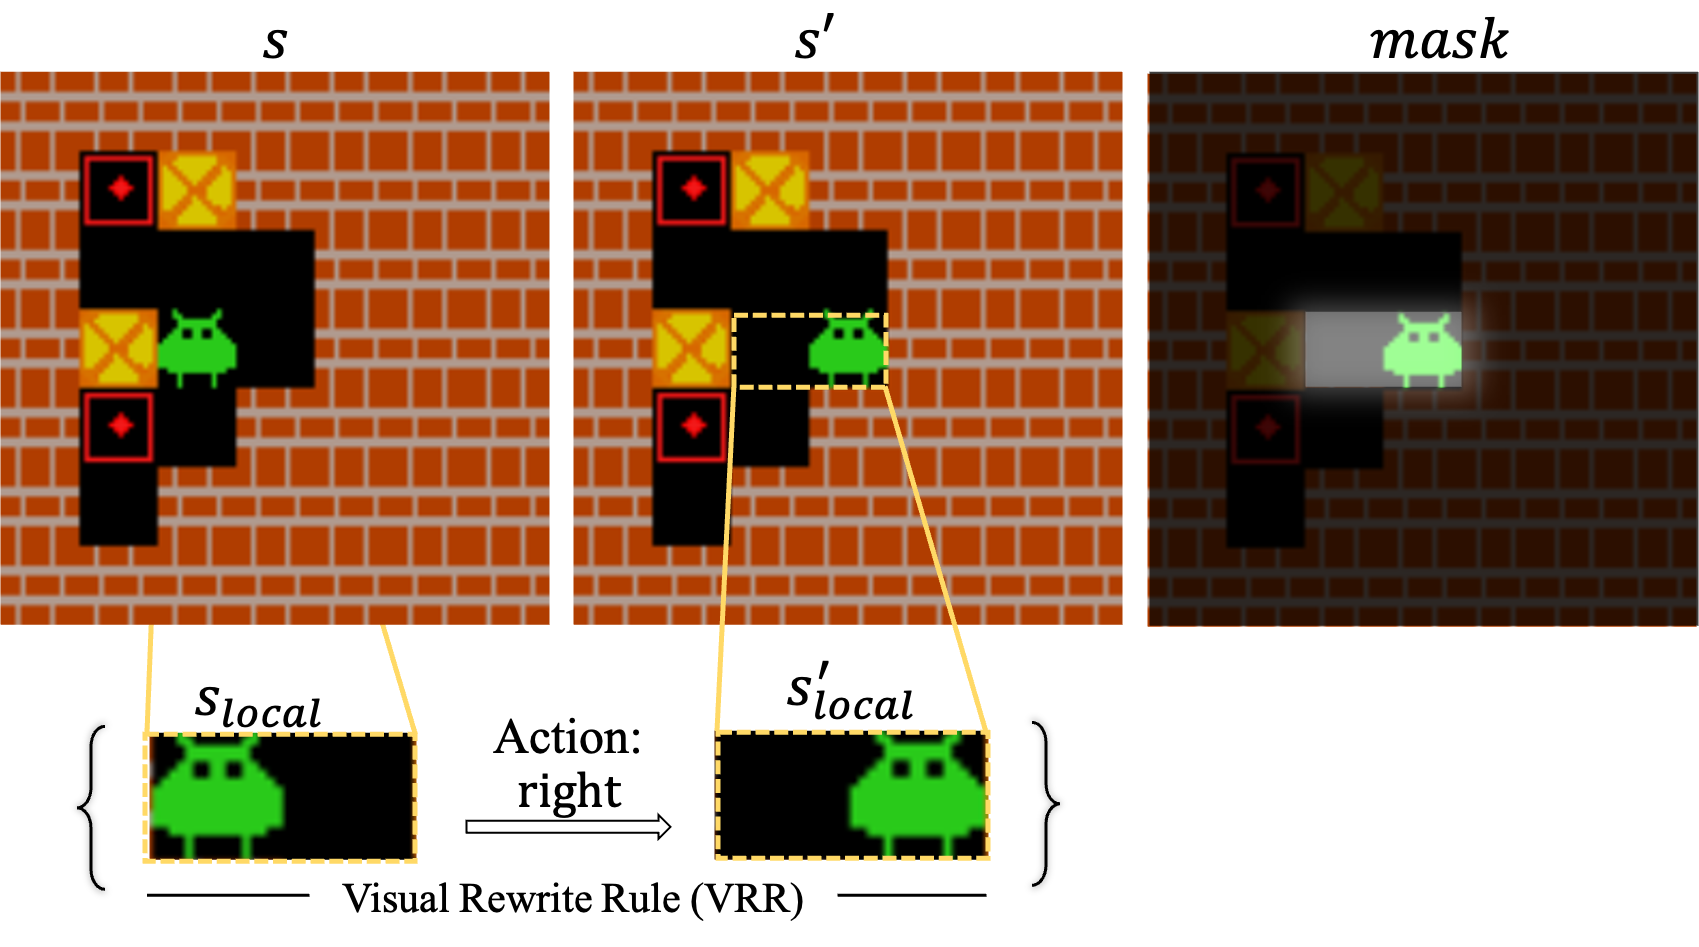 s
s′
mask
s_local
s′_local
Action:
right
Visual Rewrite Rule (VRR)